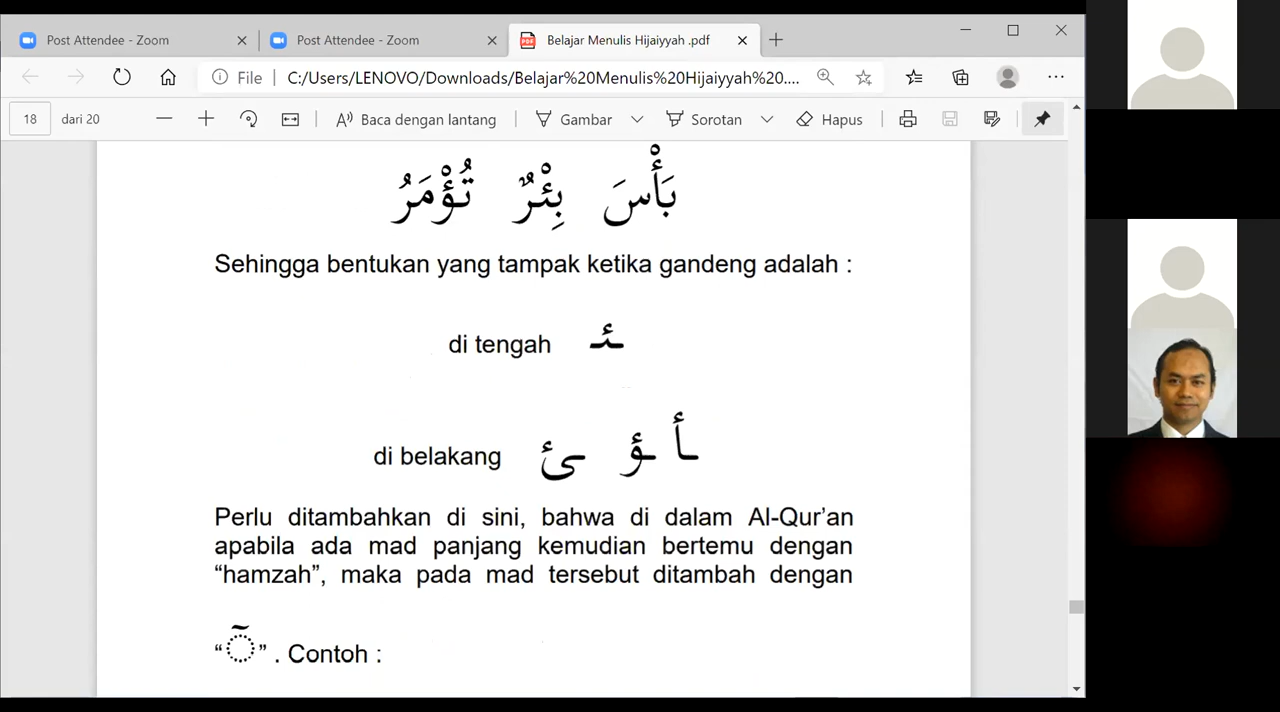 Post Attendee - Zoom
Post Attendee - Zoom
Belajar Menulis Hijaiyyah .pdf
File
C:/Users/LENOVO/Downloads/Belajar%20Menulis%20Hijaiyyah%20....
18 dari 20
Baca dengan lantang
Gambar
Sorotan
Hapus
بَأْسَ بِئْرٌ تُؤْمَرُ
Sehingga bentukan yang tampak ketika gandeng adalah :
di tengah ـئـ
di belakang ـأ ـؤ ـئ
Perlu ditambahkan di sini, bahwa di dalam Al-Qur’an
apabila ada mad panjang kemudian bertemu dengan
“hamzah”, maka pada mad tersebut ditambah dengan
“◌ٓ” . Contoh :